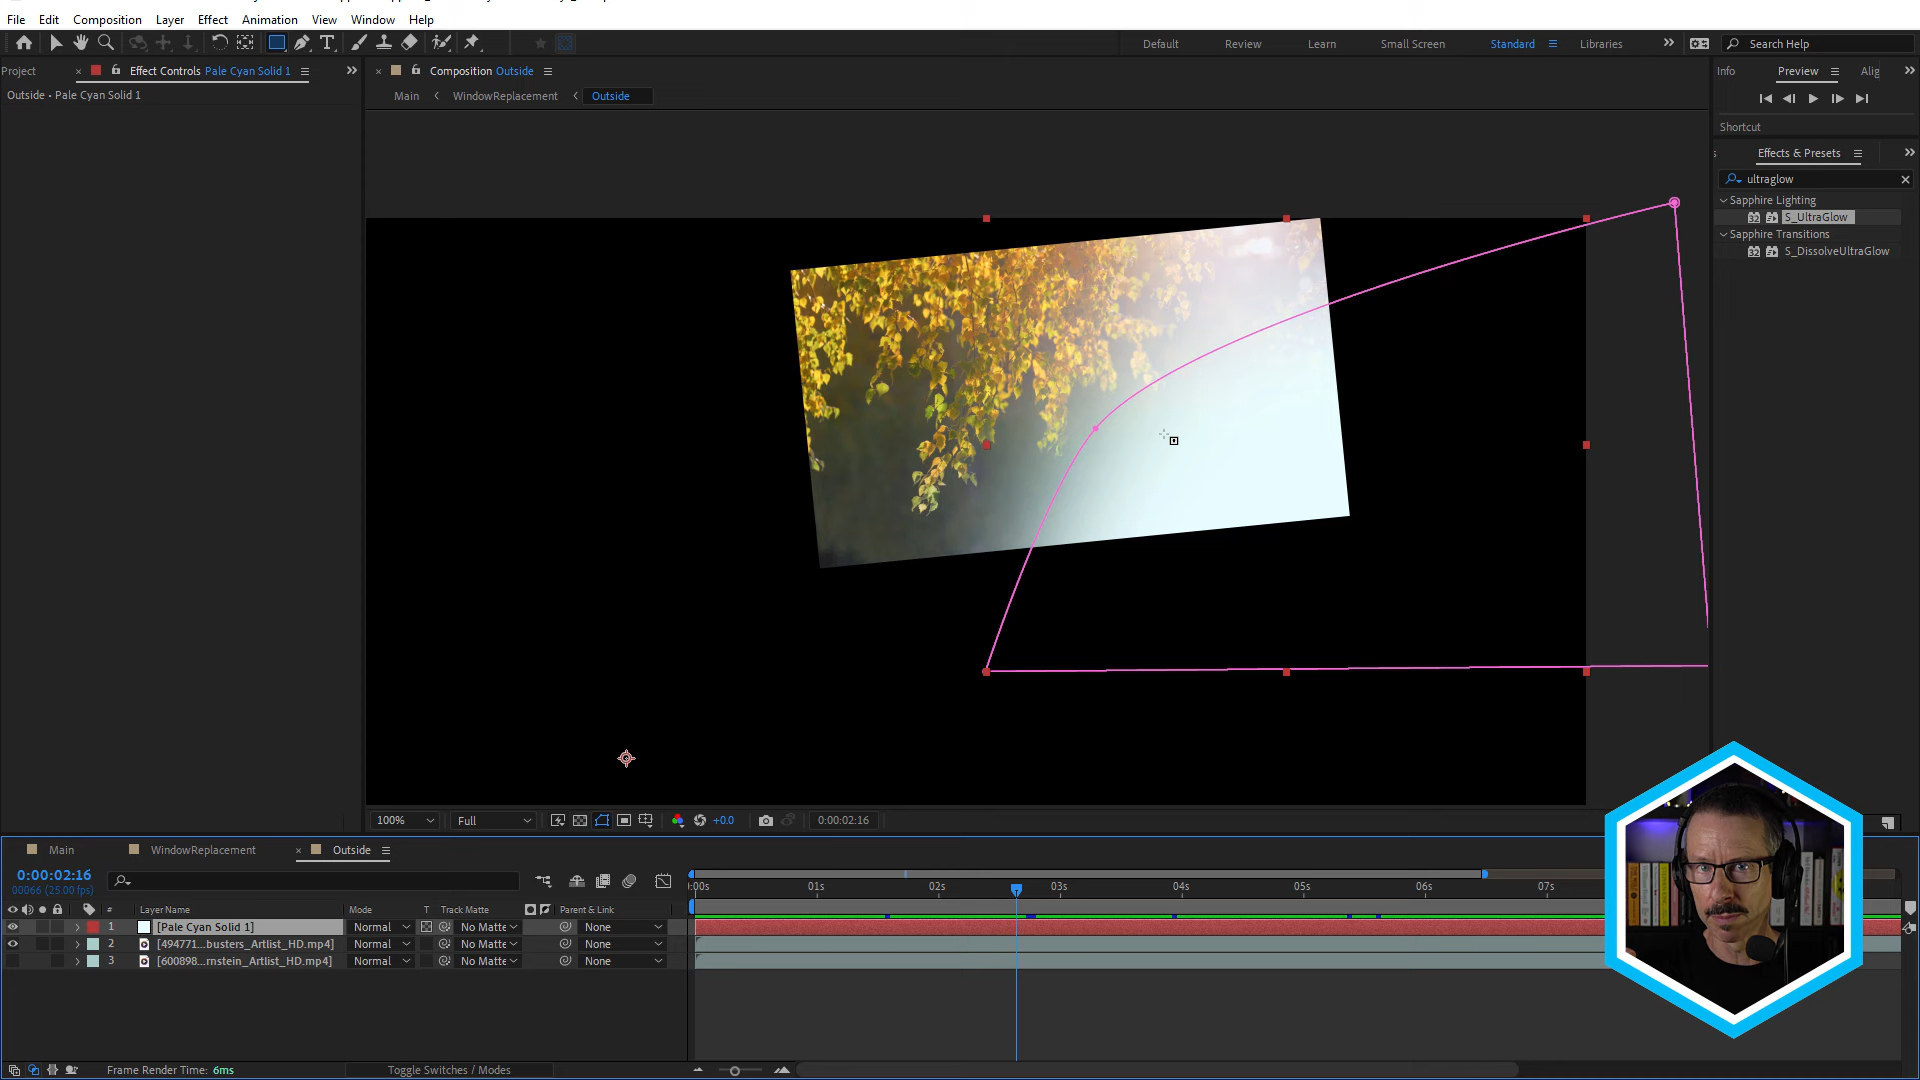 File Edit Composition Layer Effect Animation View Window Help
Default Review Learn Small Screen Standard Libraries Search Help
Project Effect Controls Pale Cyan Solid 1 Composition Outside Info Preview Alig
Outside • Pale Cyan Solid 1
Main WindowReplacement Outside
Shortcut
Effects & Presets
ultraglow
Sapphire Lighting
32 S_UltraGlow
Sapphire Transitions
32 S_DissolveUltraGlow
100% Full +0.0 0:00:02:16
Main WindowReplacement Outside
0:00:02:16
00066 (25.00 fps)
:00s 01s 02s 03s 04s 05s 06s 07s
# Layer Name Mode T Track Matte Parent & Link
1 [Pale Cyan Solid 1] Normal No Matte None
2 [494771...busters_Artlist_HD.mp4] Normal No Matte None
3 [600898...rnstein_Artlist_HD.mp4] Normal No Matte None
Frame Render Time: 6ms Toggle Switches / Modes